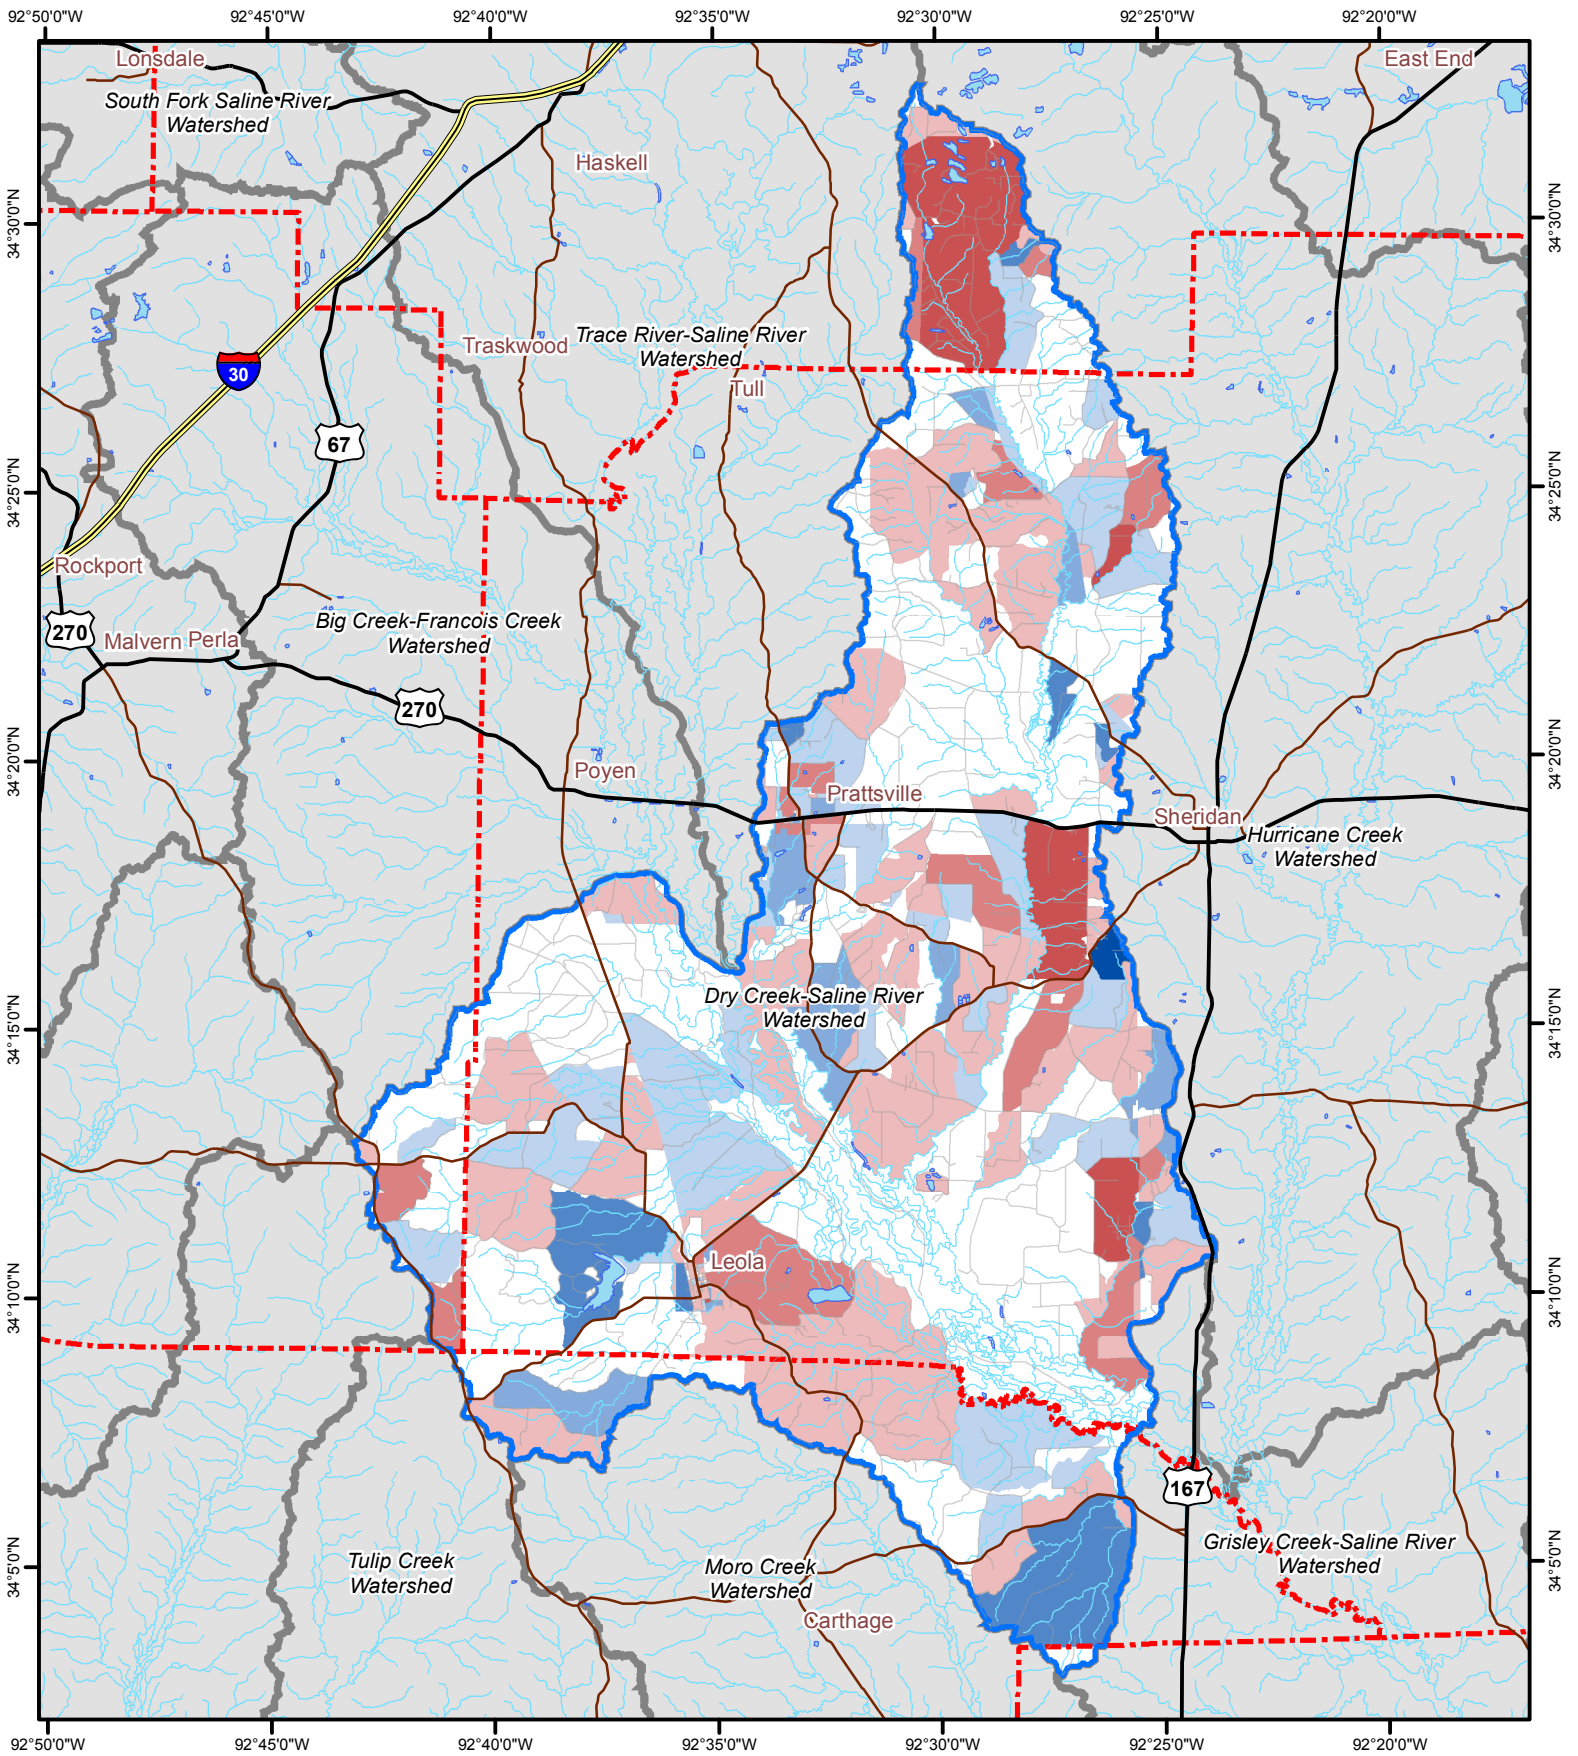 92°50'0"W 92°45'0"W 92°40'0"W 92°35'0"W 92°30'0"W 92°25'0"W 92°20'0"W
Lonsdale
East End
South Fork Saline River
Watershed
Haskell
34°30'0"N
34°30'0"N
Trace River-Saline River
Watershed
Traskwood
30
Tull
67
34°25'0"N
34°25'0"N
Rockport
270
Malvern Perla
Big Creek-Francois Creek
Watershed
270
34°20'0"N
34°20'0"N
Poyen
Prattsville
Sheridan
Hurricane Creek
Watershed
Dry Creek-Saline River
Watershed
34°15'0"N
34°15'0"N
Leola
34°10'0"N
34°10'0"N
167
Grisley Creek-Saline River
Watershed
Tulip Creek
Watershed
Moro Creek
Watershed
34°5'0"N
34°5'0"N
Carthage
92°50'0"W 92°45'0"W 92°40'0"W 92°35'0"W 92°30'0"W 92°25'0"W 92°20'0"W